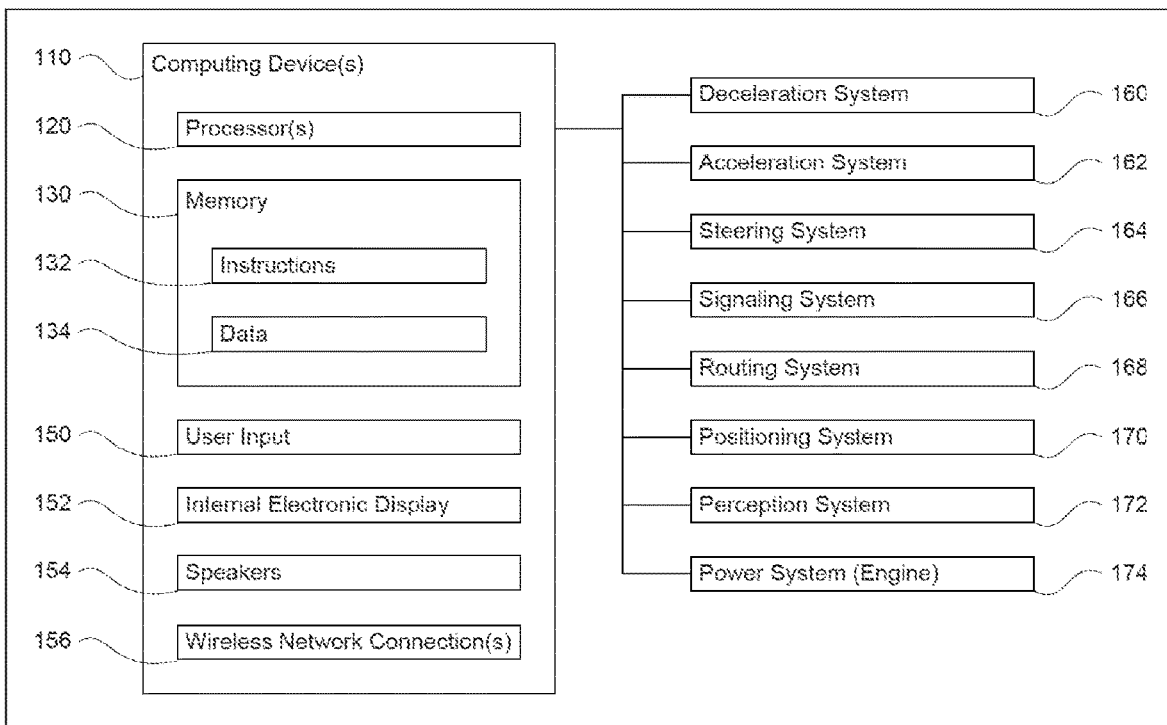 110
Computing Device(s)
120
Processor(s)
130
Memory
132
Instructions
134
Data
150
User Input
152
Internal Electronic Display
154
Speakers
156
Wireless Network Connection(s)
Deceleration System
160
Acceleration System
162
Steering System
164
Signaling System
166
Routing System
168
Positioning System
170
Perception System
172
Power System (Engine)
174